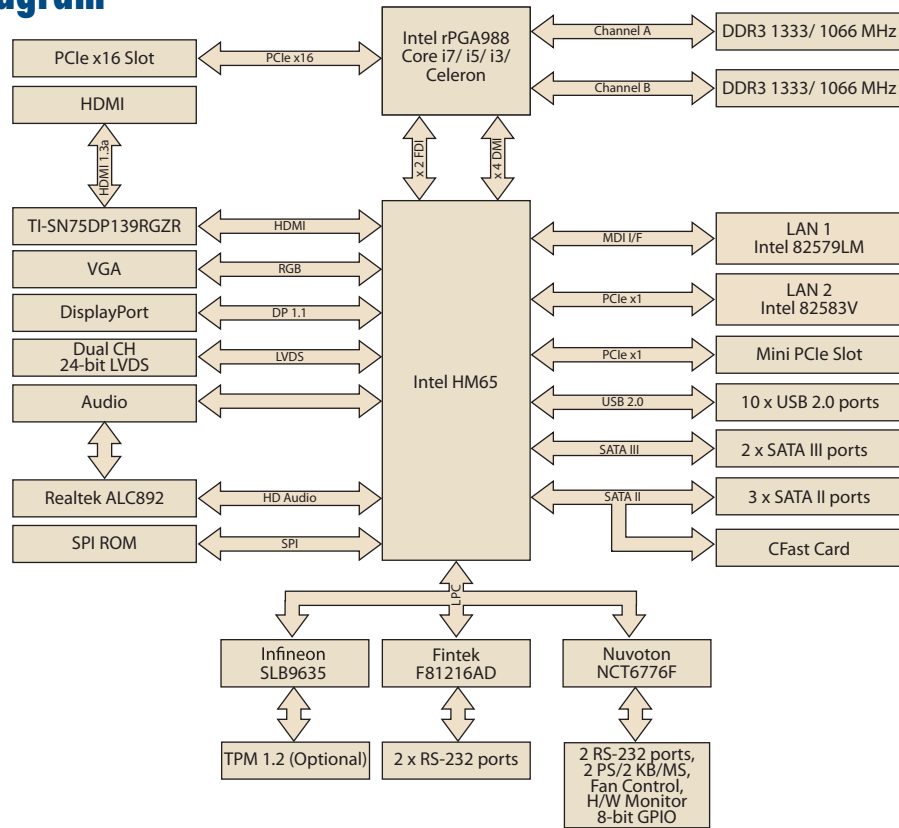 PCIe x16 Slot
PCIe x16
Intel rPGA988
Core i7/ i5/ i3/
Celeron
Channel A
DDR3 1333/ 1066 MHz
Channel B
DDR3 1333/ 1066 MHz
HDMI
HDMI 1.3a
x 2 FDI
x 4 DMI
TI-SN75DP139RGZR
HDMI
VGA
RGB
DisplayPort
DP 1.1
Dual CH
24-bit LVDS
LVDS
Audio
Realtek ALC892
HD Audio
SPI ROM
SPI
Intel HM65
MDI I/F
LAN 1
Intel 82579LM
PCIe x1
LAN 2
Intel 82583V
PCIe x1
Mini PCIe Slot
USB 2.0
10 x USB 2.0 ports
SATA III
2 x SATA III ports
SATA II
3 x SATA II ports
CFast Card
LPC
Infineon
SLB9635
Fintek
F81216AD
Nuvoton
NCT6776F
TPM 1.2 (Optional)
2 x RS-232 ports
2 RS-232 ports,
2 PS/2 KB/MS,
Fan Control,
H/W Monitor
8-bit GPIO